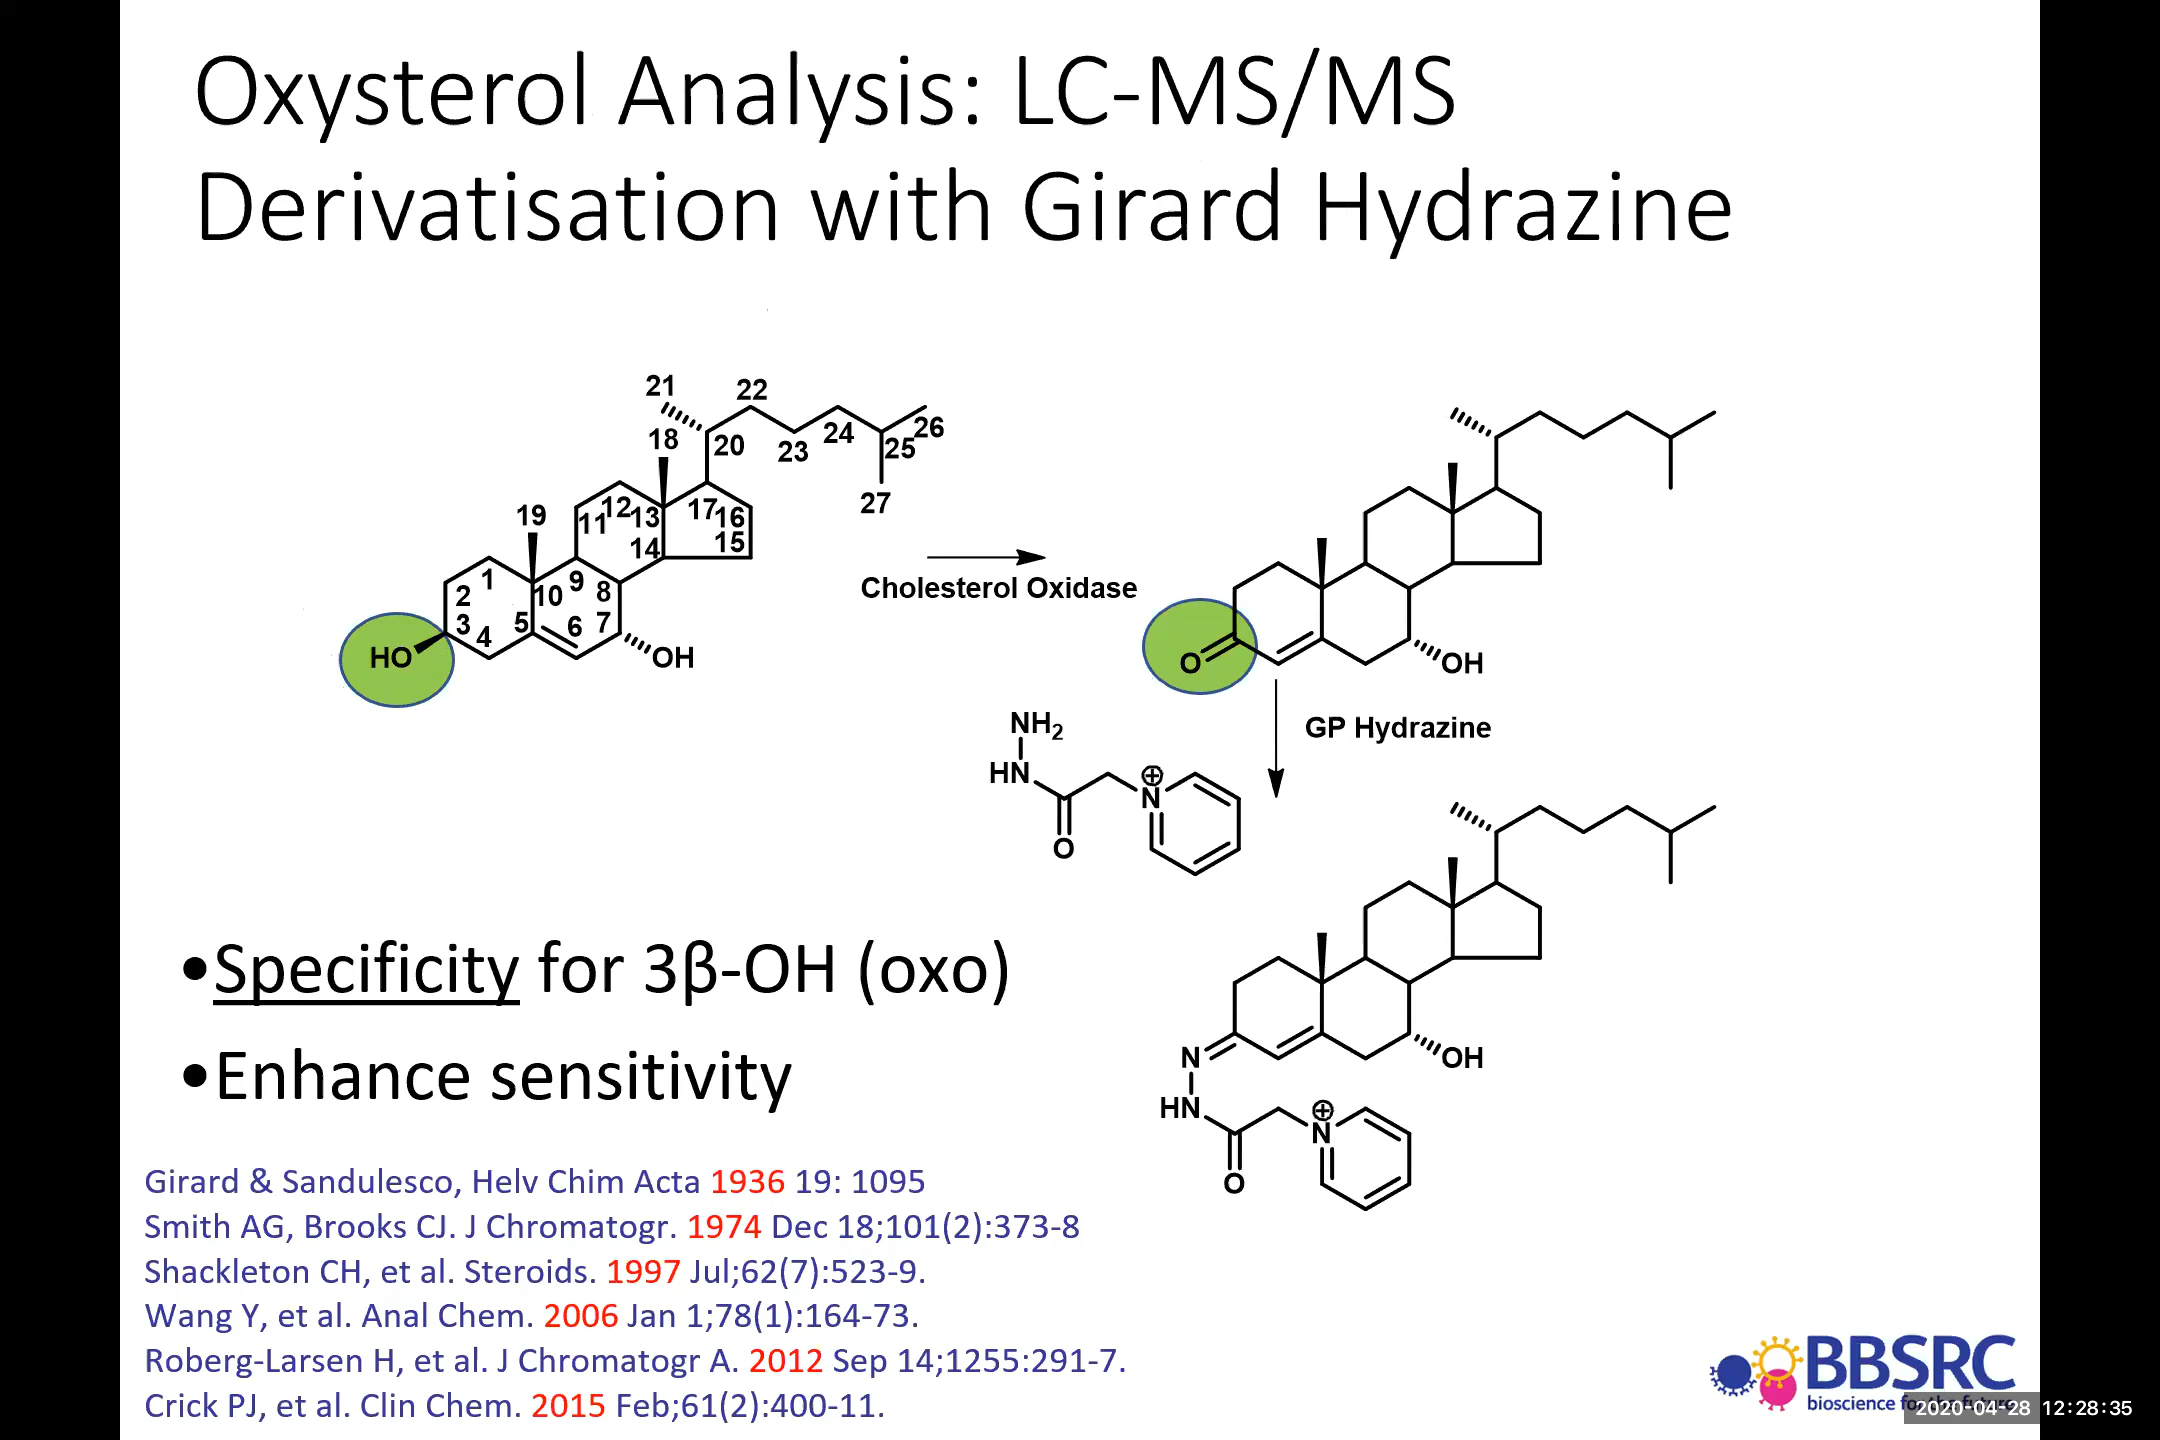 Oxysterol Analysis: LC-MS/MS
Derivatisation with Girard Hydrazine
21
22
18
20
23
24
25
26
27
19
11
12
13
17
16
15
14
1
2
3
4
5
6
7
8
9
10
HO
OH
Cholesterol Oxidase
O
OH
NH2
HN
O
N
GP Hydrazine
N
HN
O
N
OH
•Specificity for 3β-OH (oxo)
•Enhance sensitivity
Girard & Sandulesco, Helv Chim Acta 1936 19: 1095
Smith AG, Brooks CJ. J Chromatogr. 1974 Dec 18;101(2):373-8
Shackleton CH, et al. Steroids. 1997 Jul;62(7):523-9.
Wang Y, et al. Anal Chem. 2006 Jan 1;78(1):164-73.
Roberg-Larsen H, et al. J Chromatogr A. 2012 Sep 14;1255:291-7.
Crick PJ, et al. Clin Chem. 2015 Feb;61(2):400-11.
BBSRC
bioscience
2020-04-28 12:28:35